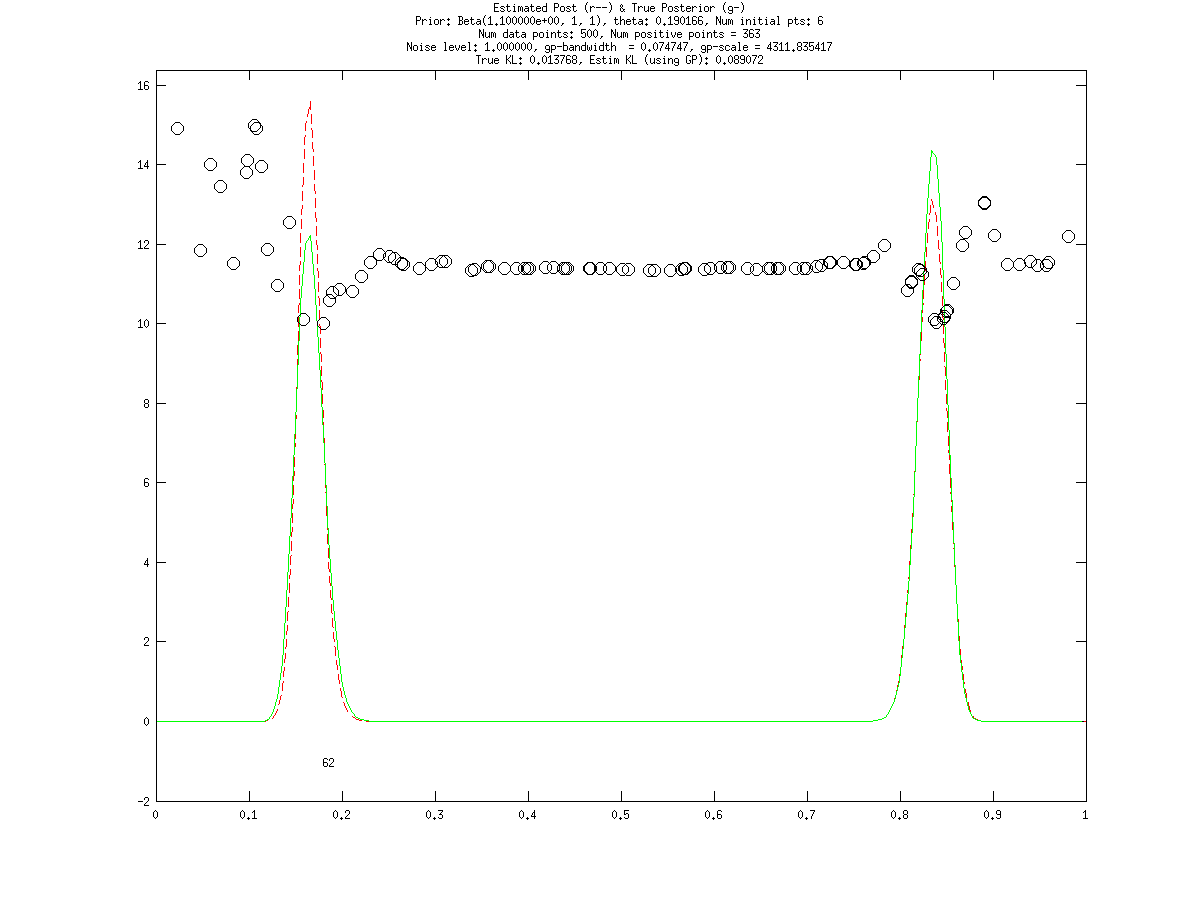 Estimated Post (r--) & True Posterior (g-)
Prior: Beta(1.100000e+00, 1, 1), theta: 0.190166, Num initial pts: 6
Num data points: 500, Num positive points = 363
Noise level: 1.000000, gp-bandwidth  = 0.074747, gp-scale = 4311.835417
True KL: 0.013768, Estim KL (using GP): 0.089072
16
14
12
10
8
6
4
2
0
62
-2
0 0.1 0.2 0.3 0.4 0.5 0.6 0.7 0.8 0.9 1